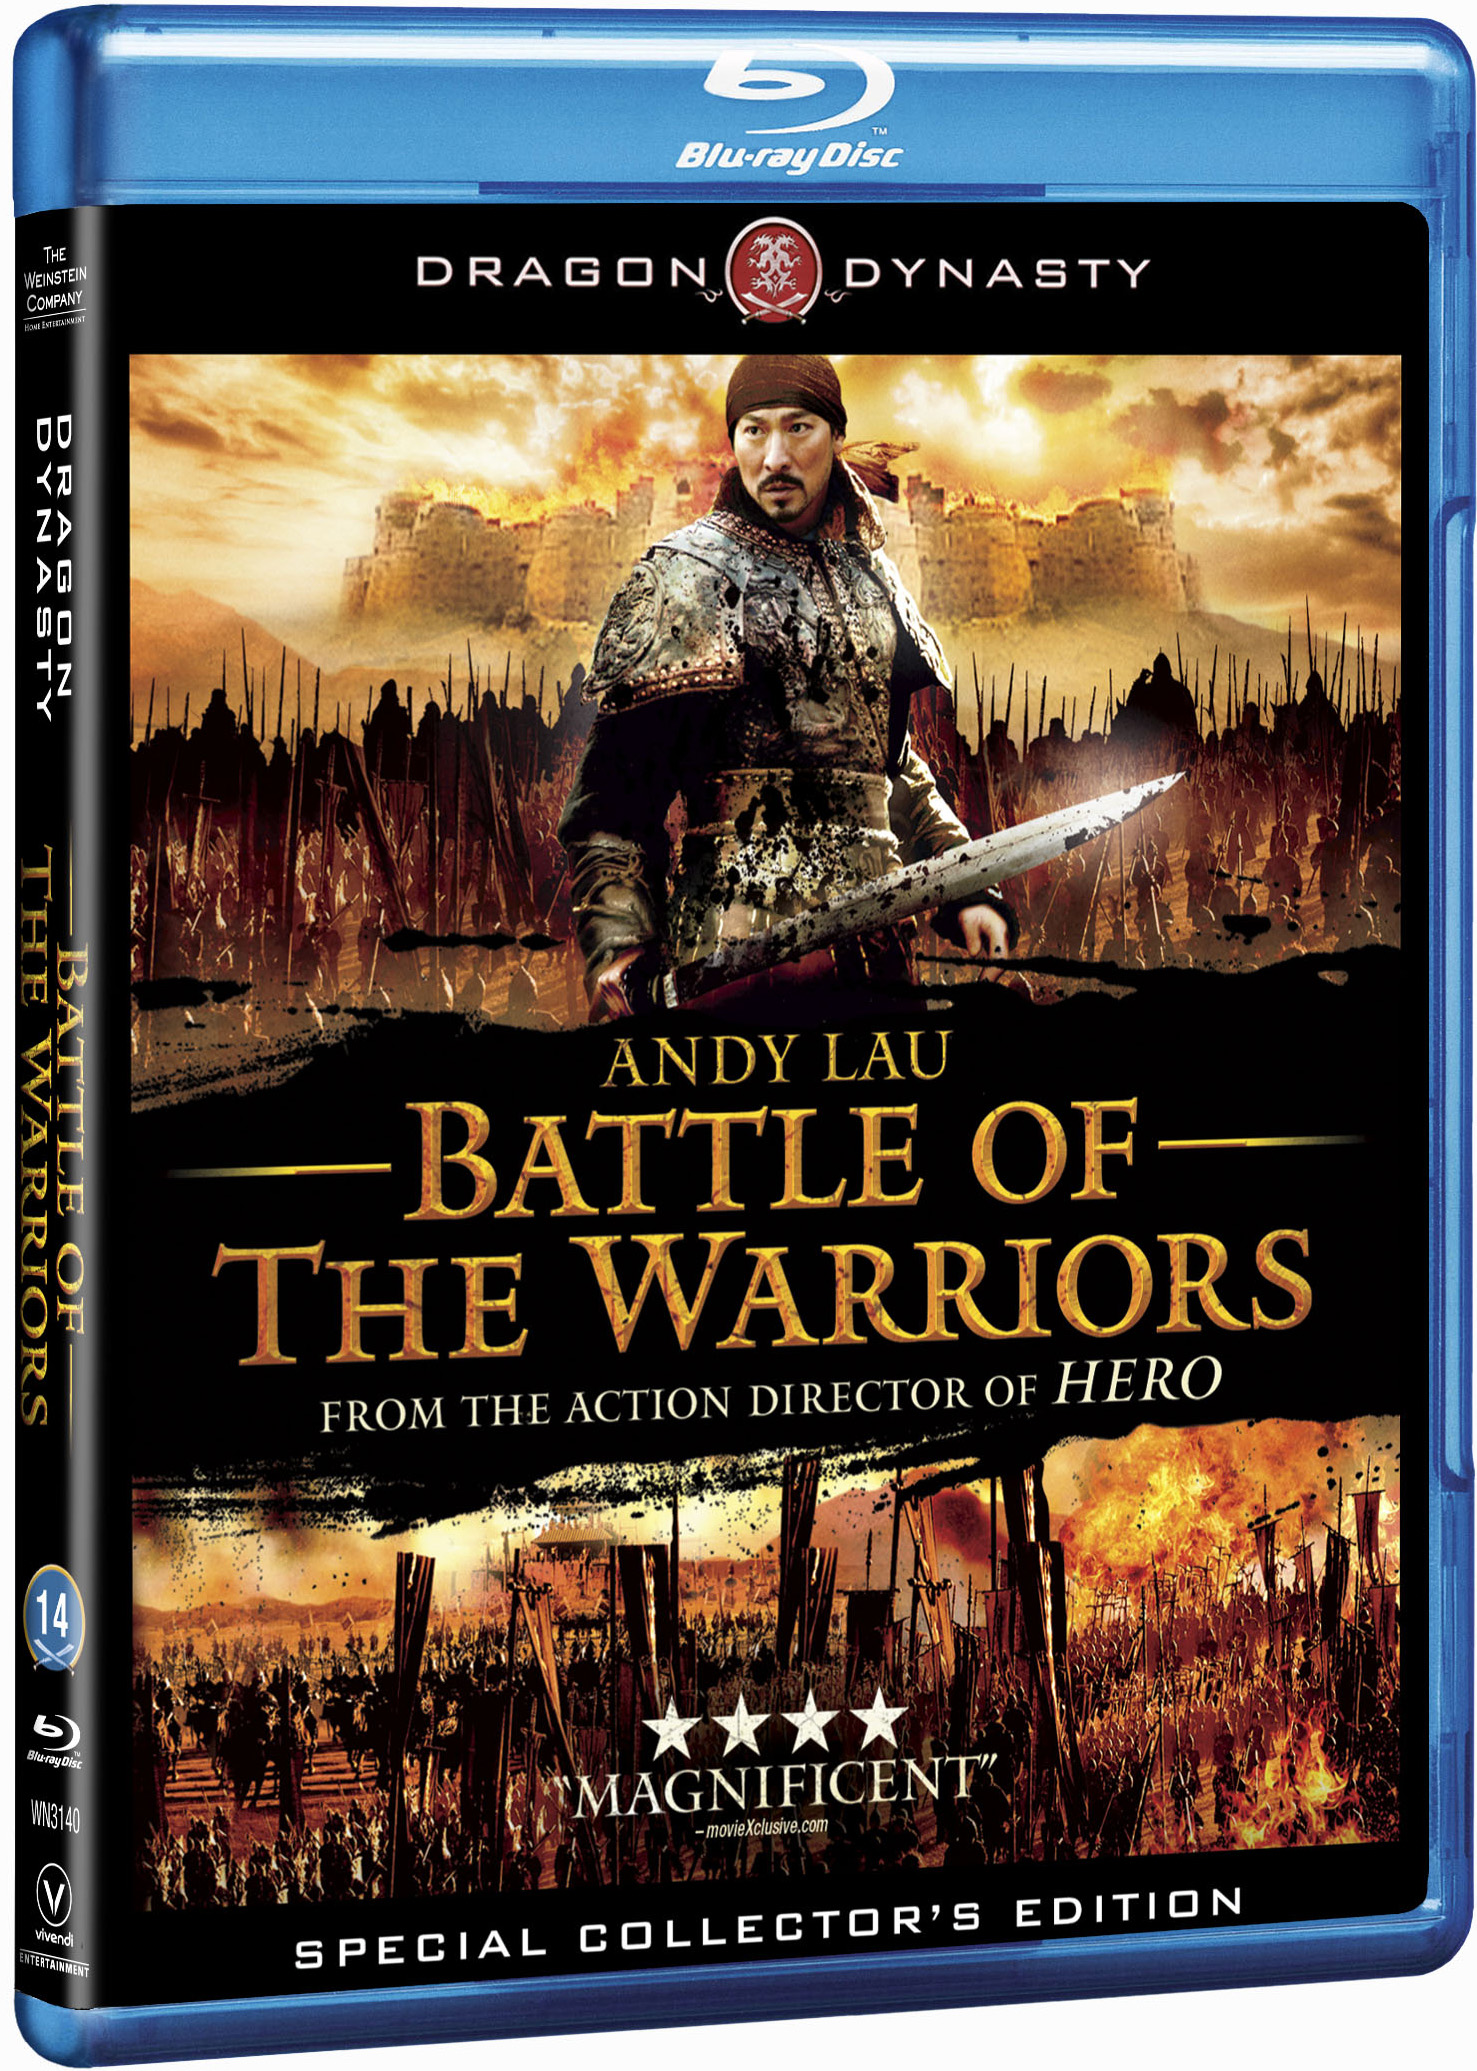 Blu-ray Disc
TM
DRAGON DYNASTY
ANDY LAU
BATTLE OF
THE WARRIORS
FROM THE ACTION DIRECTOR OF HERO
"MAGNIFICENT"
–movieXclusive.com
SPECIAL COLLECTOR'S EDITION
THE
WEINSTEIN
COMPANY
HOME ENTERTAINMENT
DRAGON
DYNASTY
BATTLE OF
THE WARRIORS
14
Blu-ray Disc
TM
WN3140
V
vivendi
ENTERTAINMENT